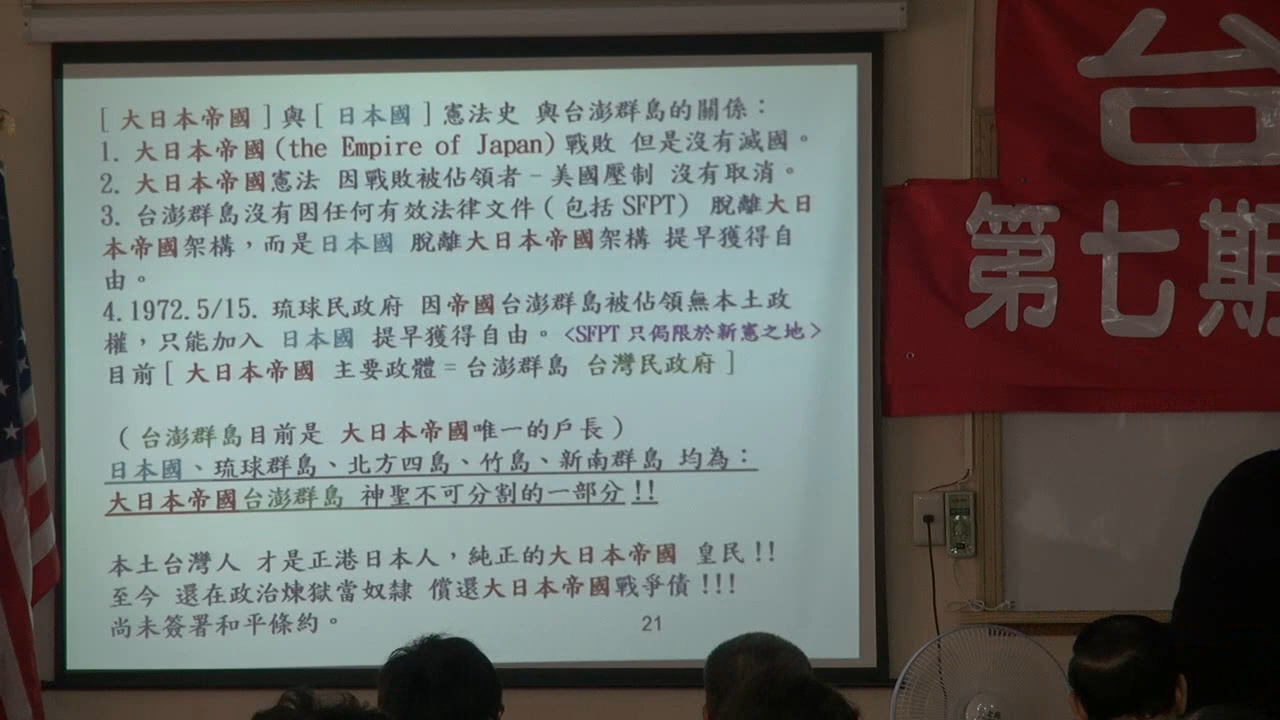 [ 大日本帝國 ] 與 [ 日本國 ] 憲法史 與台澎群島的關係：
1. 大日本帝國 (the Empire of Japan) 戰敗 但是沒有滅國。
2. 大日本帝國憲法 因戰敗被佔領者－美國壓制 沒有取消。
3. 台澎群島沒有因任何有效法律文件 ( 包括 SFPT) 脫離大日
本帝國架構，而是日本國 脫離大日本帝國架構 提早獲得自
由。
4.1972.5/15. 琉球民政府 因帝國台澎群島被佔領無本土政
權，只能加入 日本國 提早獲得自由。<SFPT 只侷限於新憲之地>
目前 [ 大日本帝國 主要政體 = 台澎群島 台灣民政府 ]
( 台澎群島目前是 大日本帝國唯一的戶長 )
日本國、琉球群島、北方四島、竹島、新南群島 均為：
大日本帝國台澎群島 神聖不可分割的一部分 !!
本土台灣人 才是正港日本人，純正的大日本帝國 皇民 !!
至今 還在政治煉獄當奴隸 償還大日本帝國戰爭債 !!!
尚未簽署和平條約。
21
台
第七期